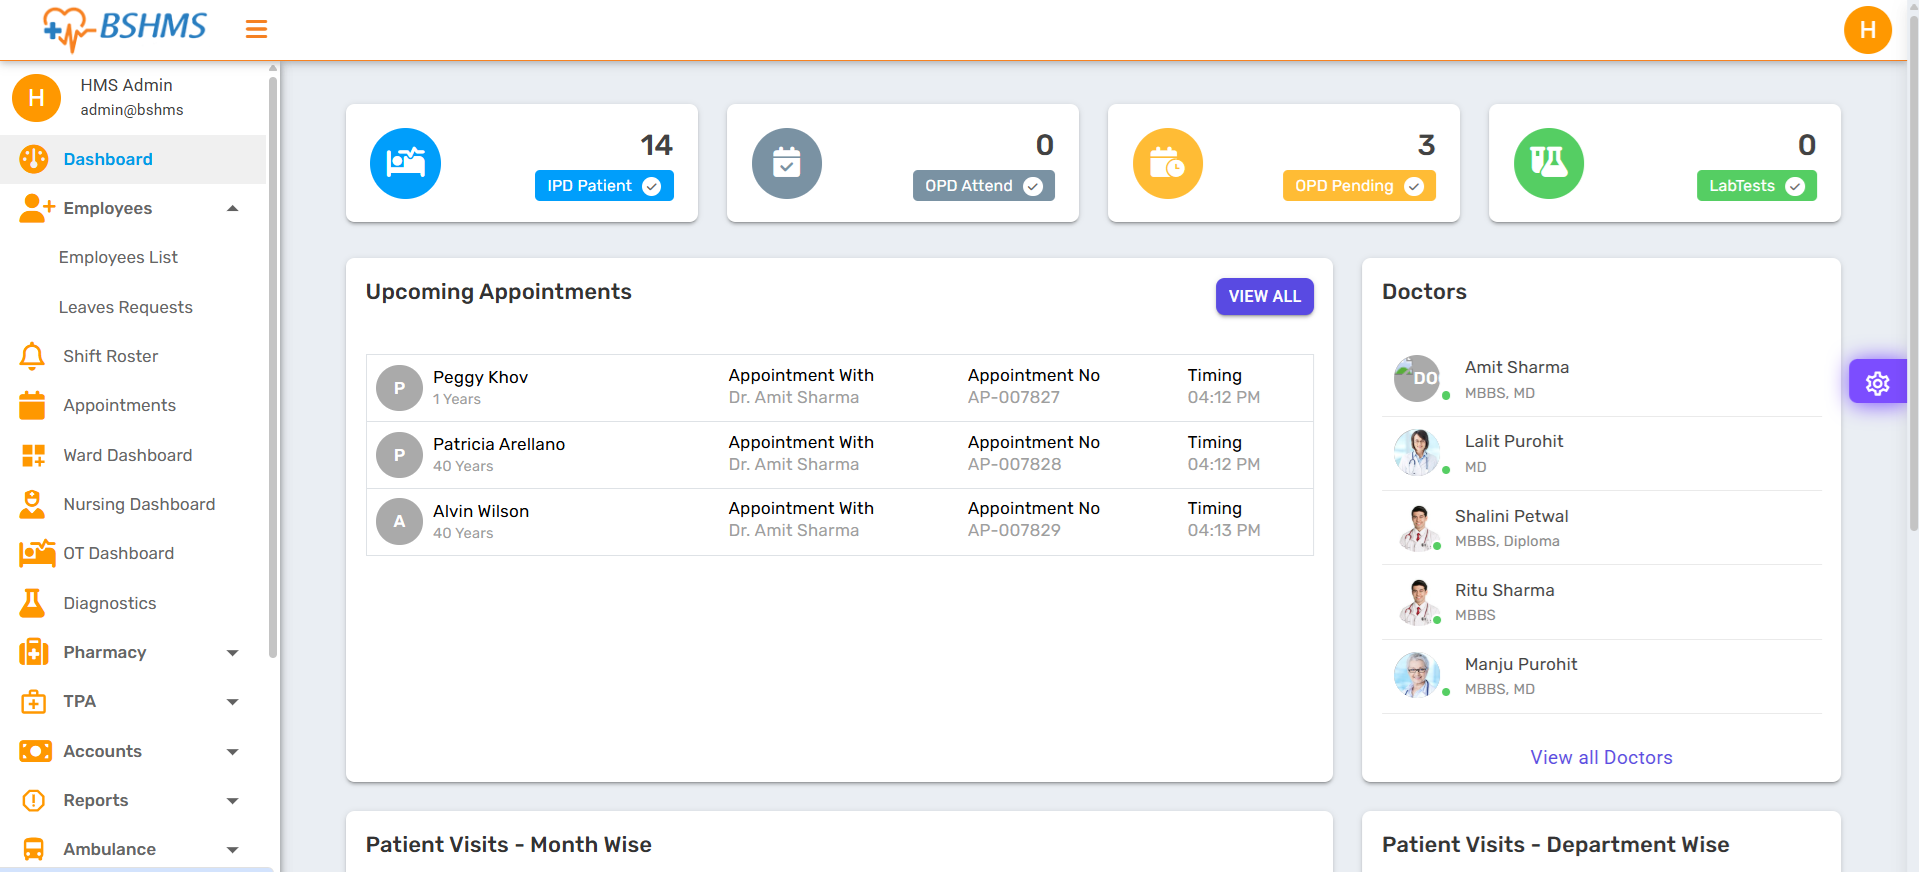 BSHMS
H
H
HMS Admin
admin@bshms
Dashboard
Employees
Employees List
Leaves Requests
Shift Roster
Appointments
Ward Dashboard
Nursing Dashboard
OT Dashboard
Diagnostics
Pharmacy
TPA
Accounts
Reports
Ambulance
14
IPD Patient
0
OPD Attend
3
OPD Pending
0
LabTests
Upcoming Appointments
VIEW ALL
P
Peggy Khov
1 Years
Appointment With
Dr. Amit Sharma
Appointment No
AP-007827
Timing
04:12 PM
P
Patricia Arellano
40 Years
Appointment With
Dr. Amit Sharma
Appointment No
AP-007828
Timing
04:12 PM
A
Alvin Wilson
40 Years
Appointment With
Dr. Amit Sharma
Appointment No
AP-007829
Timing
04:13 PM
Doctors
DO
Amit Sharma
MBBS, MD
Lalit Purohit
MD
Shalini Petwal
MBBS, Diploma
Ritu Sharma
MBBS
Manju Purohit
MBBS, MD
View all Doctors
Patient Visits - Month Wise
Patient Visits - Department Wise